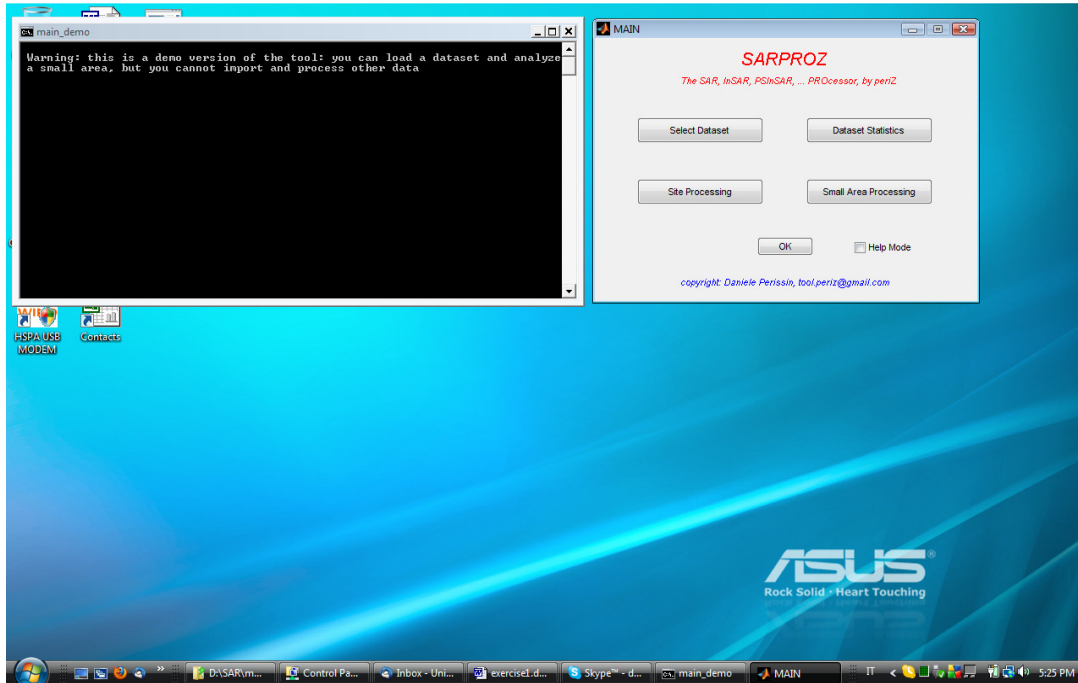 main_demo
Warning: this is a demo version of the tool: you can load a dataset and analyze
a small area, but you cannot import and process other data
MAIN
SARPROZ
The SAR, InSAR, PSInSAR, ... PROcessor, by periZ
Select Dataset
Dataset Statistics
Site Processing
Small Area Processing
OK
Help Mode
copyright: Daniele Perissin, tool.periz@gmail.com
HSPA USB
MODEM
Contacts
ASUS®
Rock Solid · Heart Touching
D:\SAR\m...
Control Pa...
Inbox - Uni...
exercise1.d...
Skype™ - d...
main_demo
MAIN
IT
5:25 PM